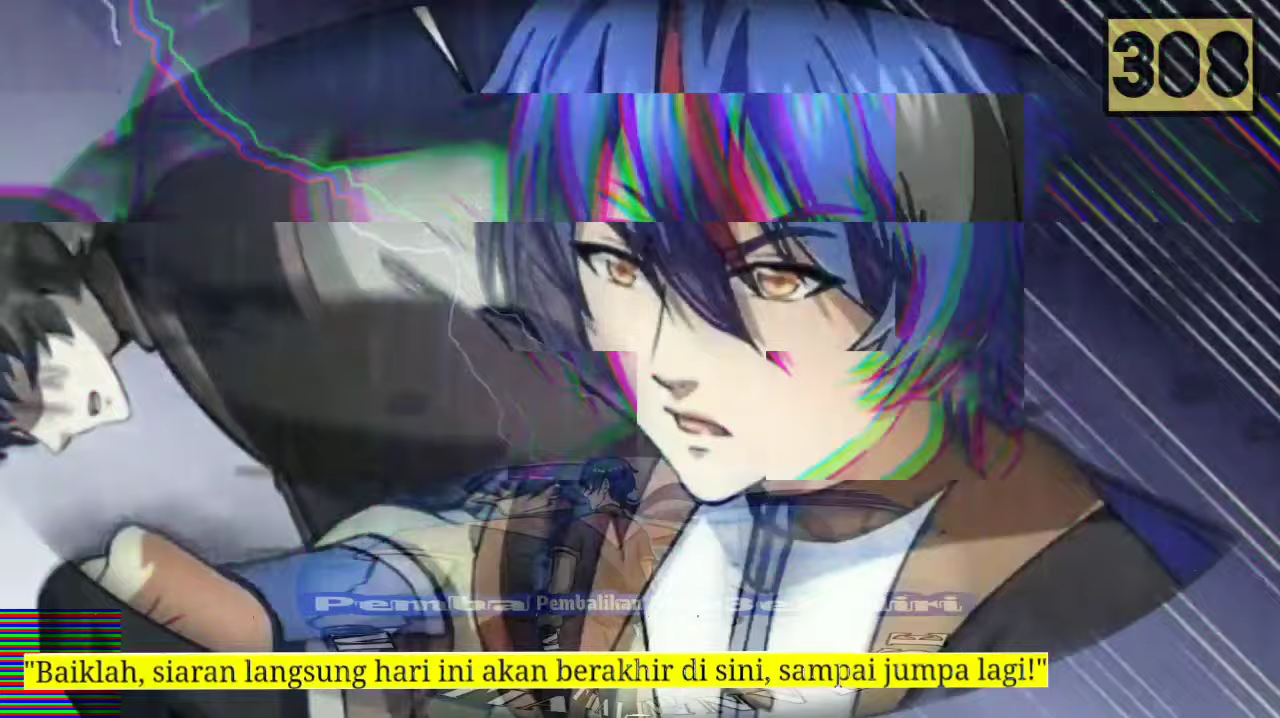 308
Pembalikan
"Baiklah, siaran langsung hari ini akan berakhir di sini, sampai jumpa lagi!"